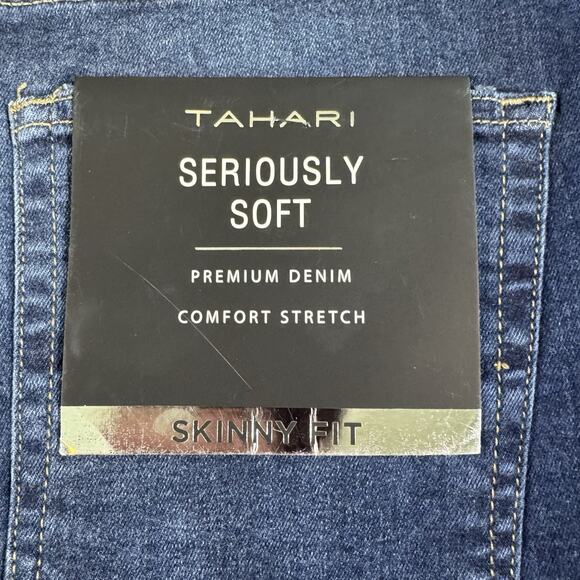 TAHARI
SERIOUSLY
SOFT
PREMIUM DENIM
COMFORT STRETCH
SKINNY FIT